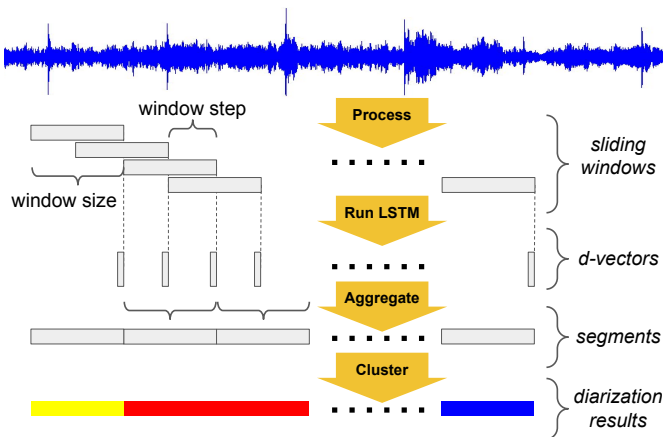 window step
Process
sliding
windows
window size
Run LSTM
d-vectors
Aggregate
segments
Cluster
diarization
results